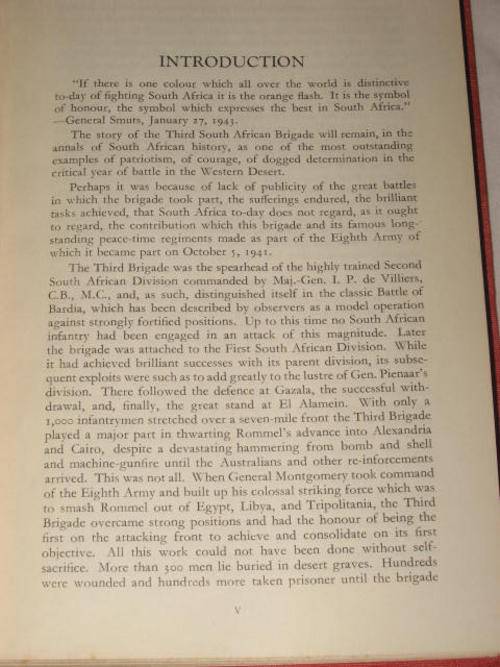 INTRODUCTION
"If there is one colour which all over the world is distinctive
to-day of fighting South Africa it is the orange flash. It is the symbol
of honour, the symbol which expresses the best in South Africa."
—General Smuts, January 27, 1943.
The story of the Third South African Brigade will remain, in the
annals of South African history, as one of the most outstanding
examples of patriotism, of courage, of dogged determination in the
critical year of battle in the Western Desert.
Perhaps it was because of lack of publicity of the great battles
in which the brigade took part, the sufferings endured, the brilliant
tasks achieved, that South Africa to-day does not regard, as it ought
to regard, the contribution which this brigade and its famous long-
standing peace-time regiments made as part of the Eighth Army of
which it became part on October 5, 1941.
The Third Brigade was the spearhead of the highly trained Second
South African Division commanded by Maj.-Gen. I. P. de Villiers,
C.B., M.C., and, as such, distinguished itself in the classic Battle of
Bardia, which has been described by observers as a model operation
against strongly fortified positions. Up to this time no South African
infantry had been engaged in an attack of this magnitude. Later
the brigade was attached to the First South African Division. While
it had achieved brilliant successes with its parent division, its subse-
quent exploits were such as to add greatly to the lustre of Gen. Pienaar's
division. There followed the defence at Gazala, the successful with-
drawal, and, finally, the great stand at El Alamein. With only a
1,000 infantrymen stretched over a seven-mile front the Third Brigade
played a major part in thwarting Rommel's advance into Alexandria
and Cairo, despite a devastating hammering from bomb and shell
and machine-gunfire until the Australians and other re-inforcements
arrived. This was not all. When General Montgomery took command
of the Eighth Army and built up his colossal striking force which was
to smash Rommel out of Egypt, Libya, and Tripolitania, the Third
Brigade overcame strong positions and had the honour of being the
first on the attacking front to achieve and consolidate on its first
objective. All this work could not have been done without self-
sacrifice. More than 300 men lie buried in desert graves. Hundreds
were wounded and hundreds more taken prisoner until the brigade
V